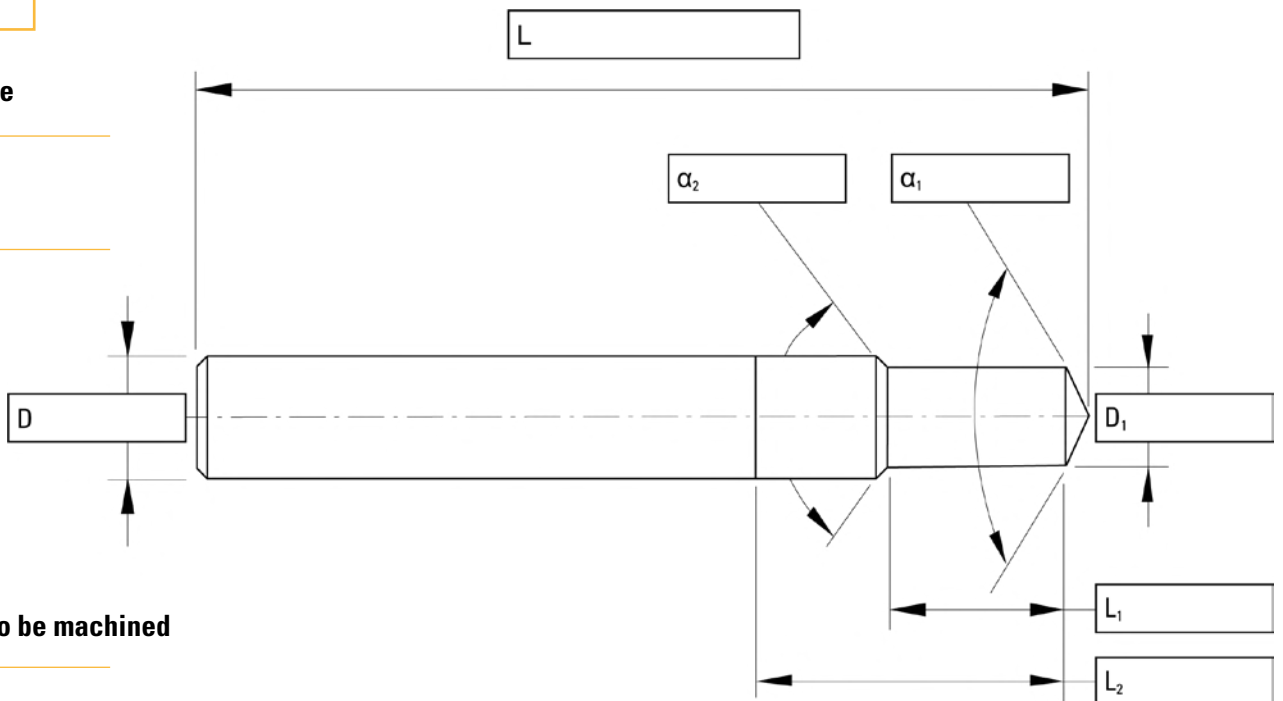 L
e
α₂
α₁
D
D₁
o be machined
L₁
L₂